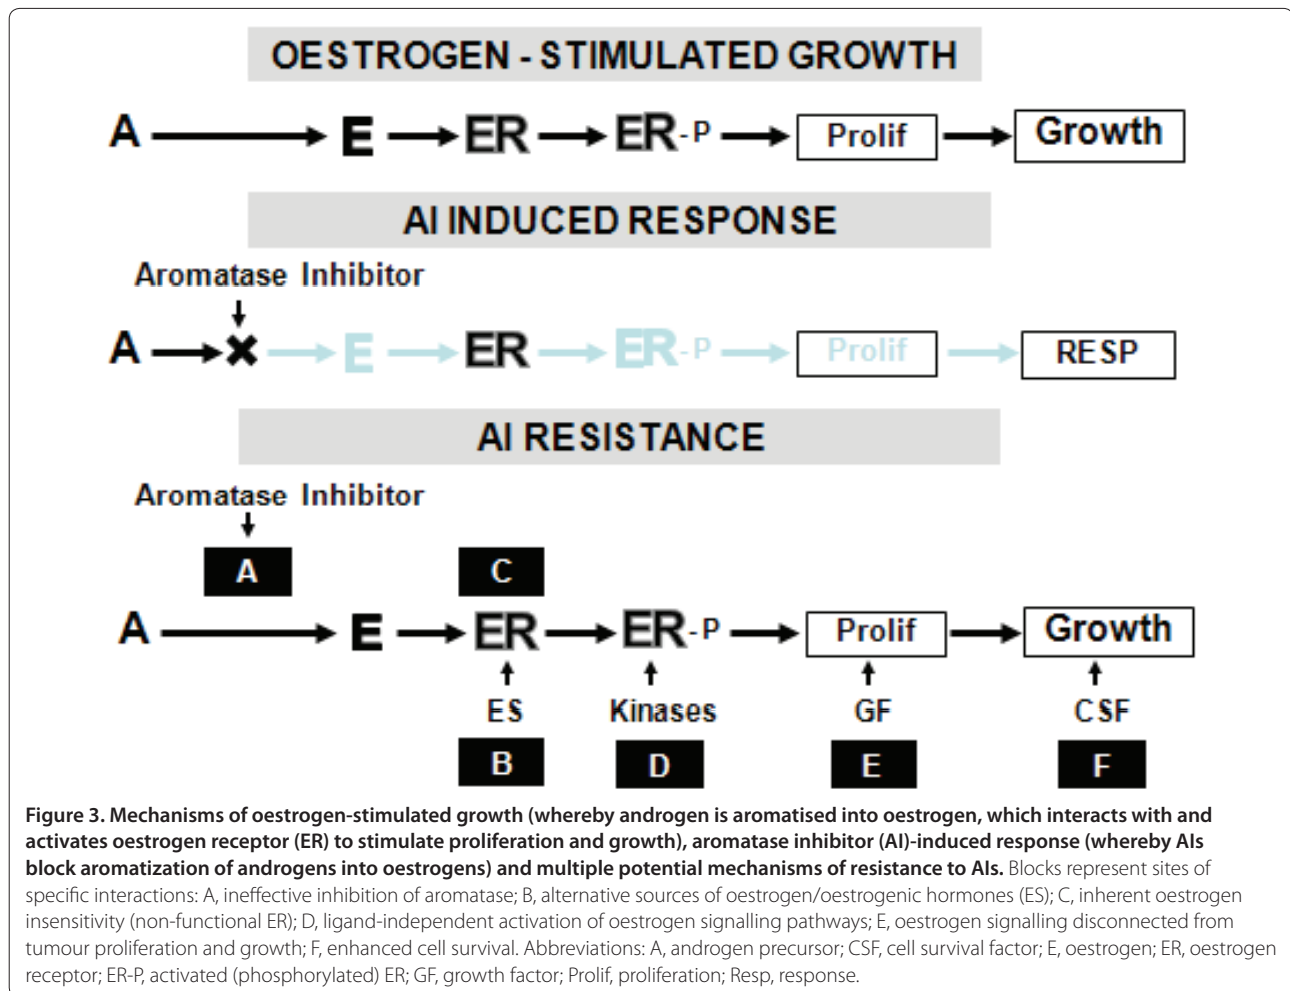 OESTROGEN - STIMULATED GROWTH
A E ER ER-P Prolif Growth
AI INDUCED RESPONSE
Aromatase Inhibitor
A E ER ER-P Prolif RESP
AI RESISTANCE
Aromatase Inhibitor
A C
A E ER ER-P Prolif Growth
ES Kinases GF CSF
B D E F
Figure 3. Mechanisms of oestrogen-stimulated growth (whereby androgen is aromatised into oestrogen, which interacts with and
activates oestrogen receptor (ER) to stimulate proliferation and growth), aromatase inhibitor (AI)-induced response (whereby AIs
block aromatization of androgens into oestrogens) and multiple potential mechanisms of resistance to AIs. Blocks represent sites of
specific interactions: A, ineffective inhibition of aromatase; B, alternative sources of oestrogen/oestrogenic hormones (ES); C, inherent oestrogen
insensitivity (non-functional ER); D, ligand-independent activation of oestrogen signalling pathways; E, oestrogen signalling disconnected from
tumour proliferation and growth; F, enhanced cell survival. Abbreviations: A, androgen precursor; CSF, cell survival factor; E, oestrogen; ER, oestrogen
receptor; ER-P, activated (phosphorylated) ER; GF, growth factor; Prolif, proliferation; Resp, response.